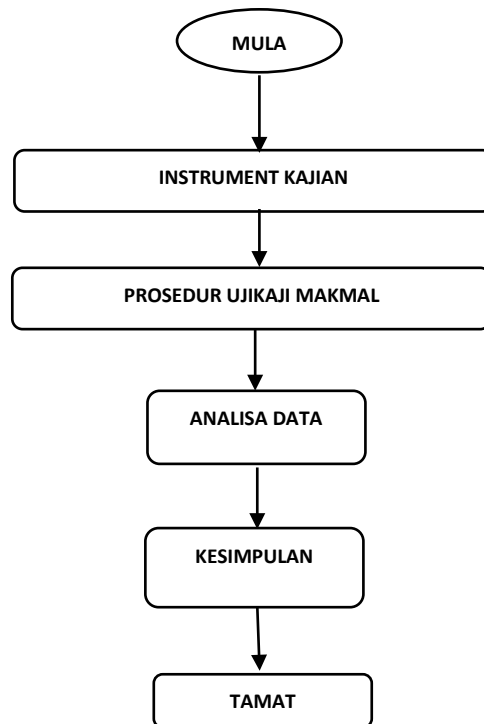 MULA
INSTRUMENT KAJIAN
PROSEDUR UJIKAJI MAKMAL
ANALISA DATA
KESIMPULAN
TAMAT